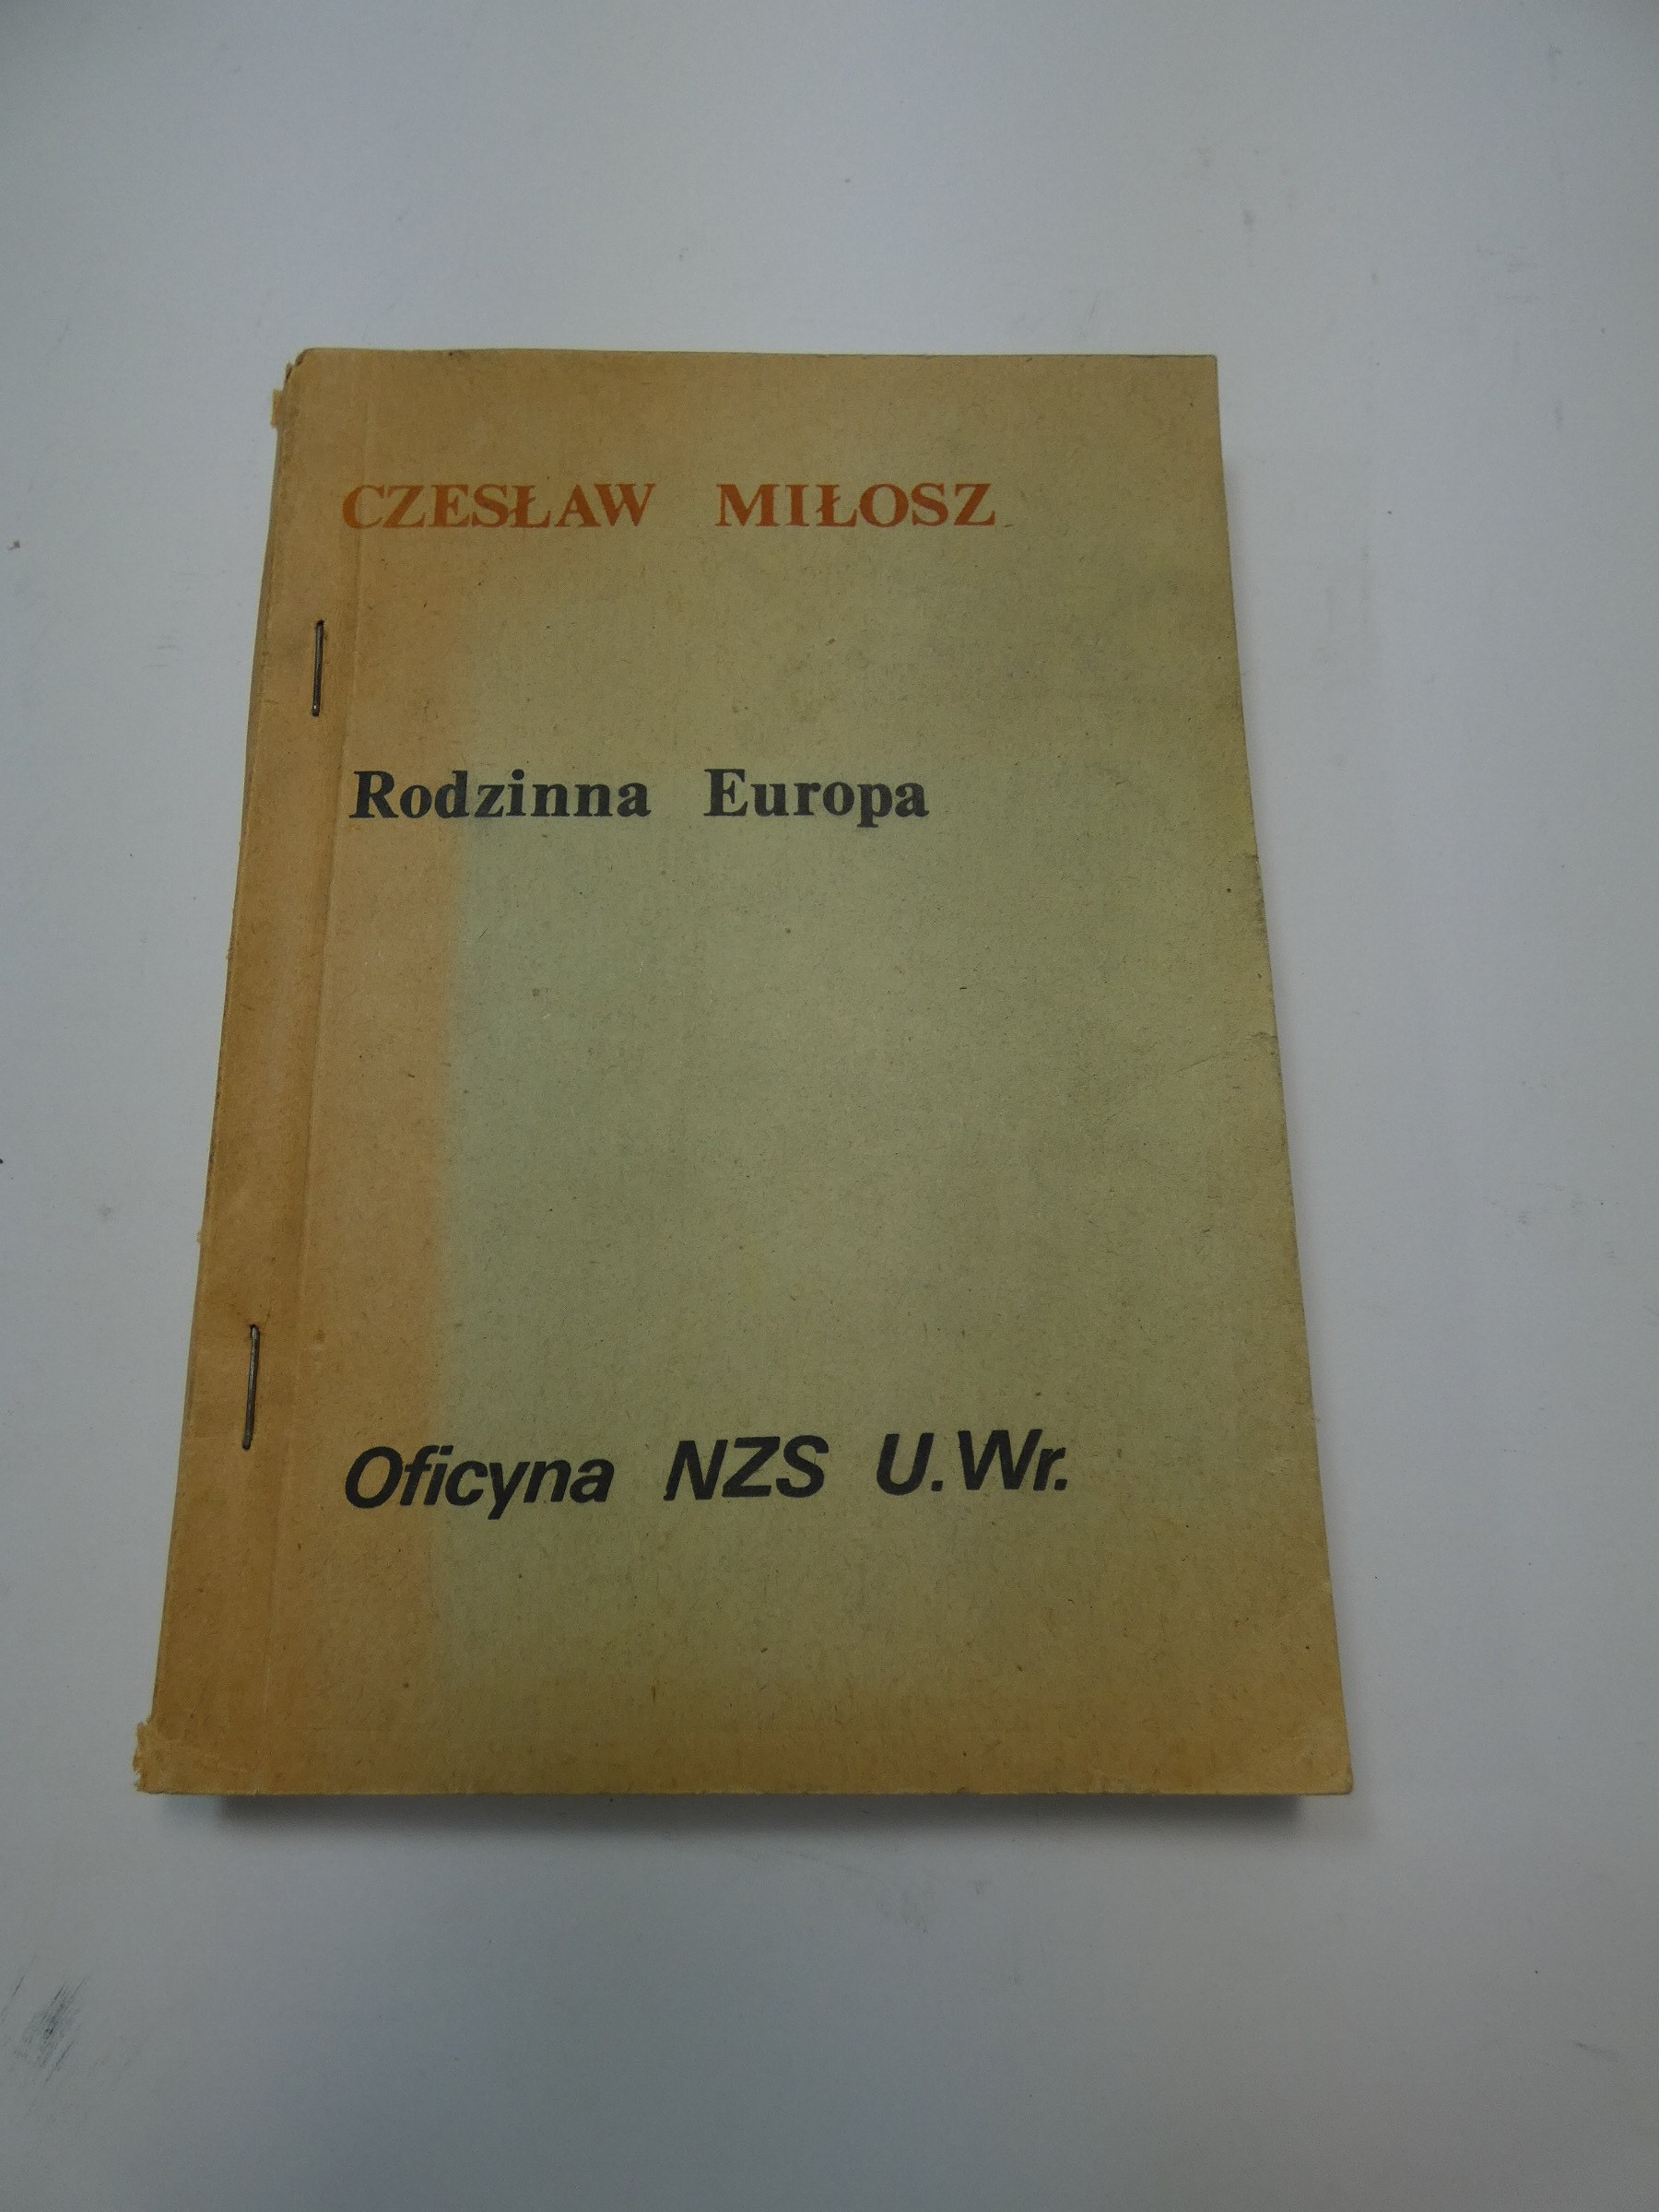 CZESŁAW MIŁOSZ
Rodzinna Europa
Oficyna NZS U.Wr.